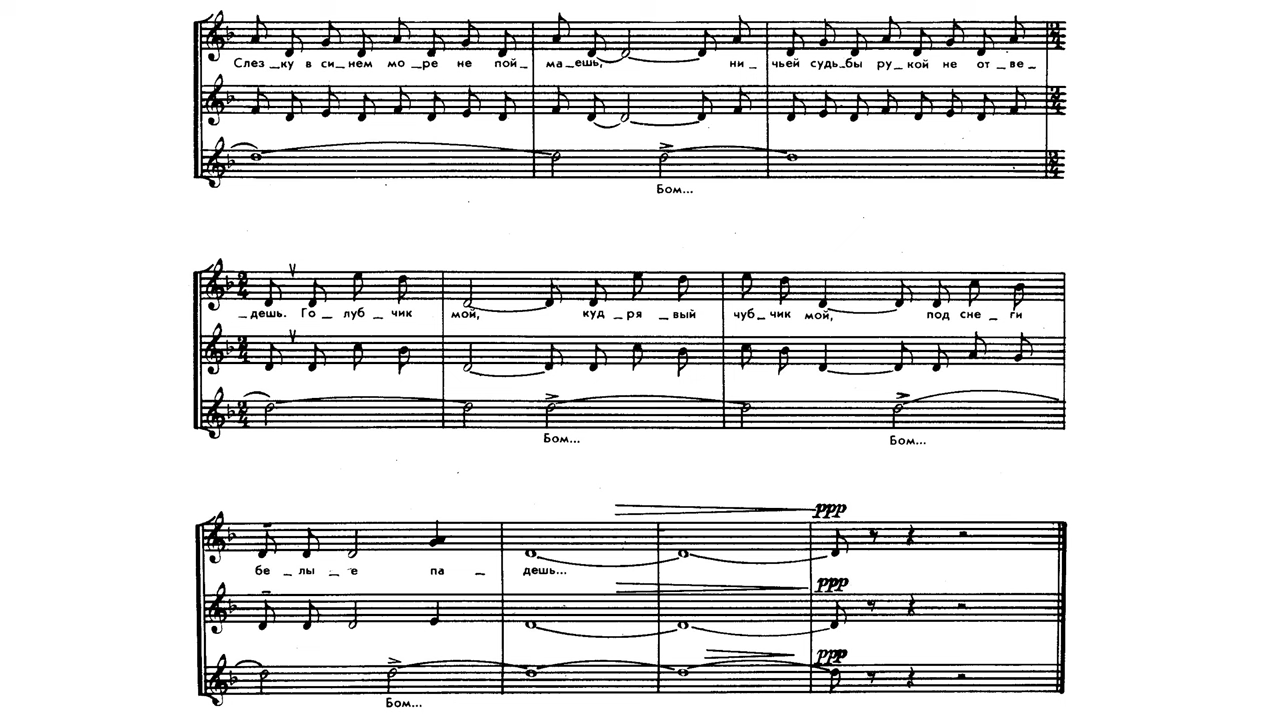 Слез_ку в си_нем мо_ре не пой_ма_ешь, ни_чьей судь_бы ру_кой не от_ве_
Бом...
_дешь. Го_луб_чик мой, куд_ря_вый чуб_чик мой, под сне_ги
Бом... Бом...
ppp
бе_лы_е па_дешь...
ppp
ppp
Бом...